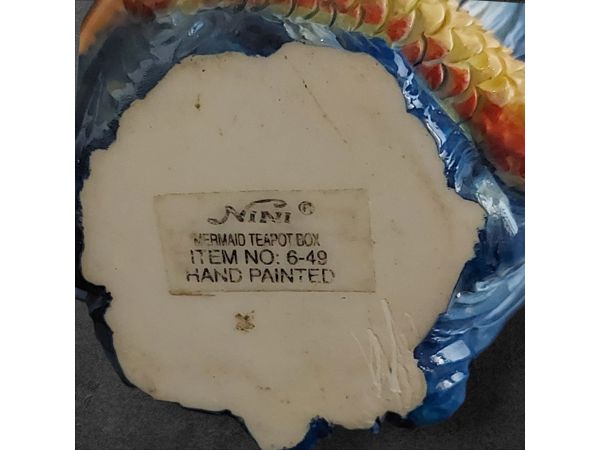 NiNi ®
MERMAID TEAPOT BOX
ITEM NO: 6-49
HAND PAINTED